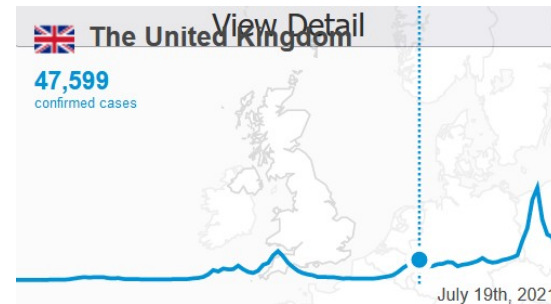 View Detail
The United Kingdom
47,599
confirmed cases
July 19th, 2021